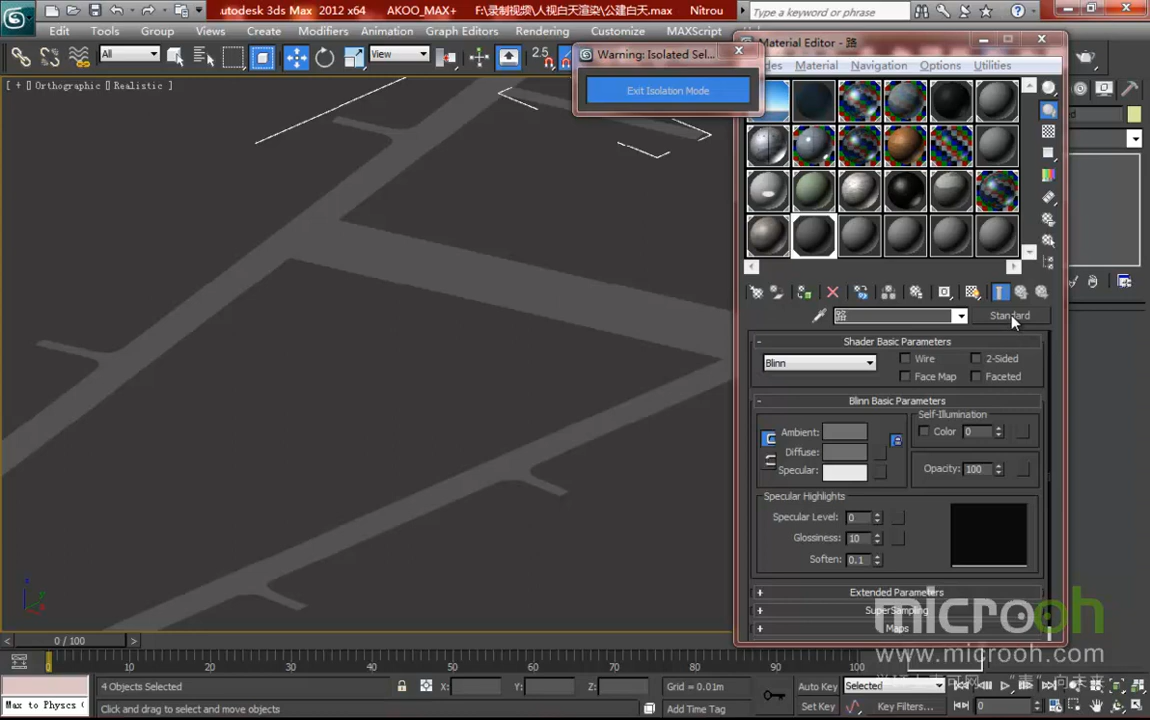 utodesk 3ds Max 2012 x64 AKOO_MAX+ F:\录制视频\人视白天渲染\公建白天.max Nitrou
Type a keyword or phrase
Edit Tools Group Views Create Modifiers Animation Graph Editors Rendering Customize MAXScript
Material Editor - 路
Warning: Isolated Sel...
des Material Navigation Options Utilities
All View 2.5
Exit Isolation Mode
[ + ] Orthographic ] Realistic ]
路 Standard
Shader Basic Parameters
Blinn Wire 2-Sided
Face Map Faceted
Blinn Basic Parameters
Self-Illumination
Ambient: Color 0
Diffuse:
Specular: Opacity: 100
Specular Highlights
Specular Level: 0
Glossiness: 10
Soften: 0.1
Extended Parameters
SuperSampling
Maps
microoh
www.microoh.com
0 / 100
0 10 20 30 40 50 60 70 80 90 100
4 Objects Selected X: Y: Z: Grid = 0.01m Auto Key Selected
Max to Physcs ( Click and drag to select and move objects Add Time Tag Set Key Key Filters... 0